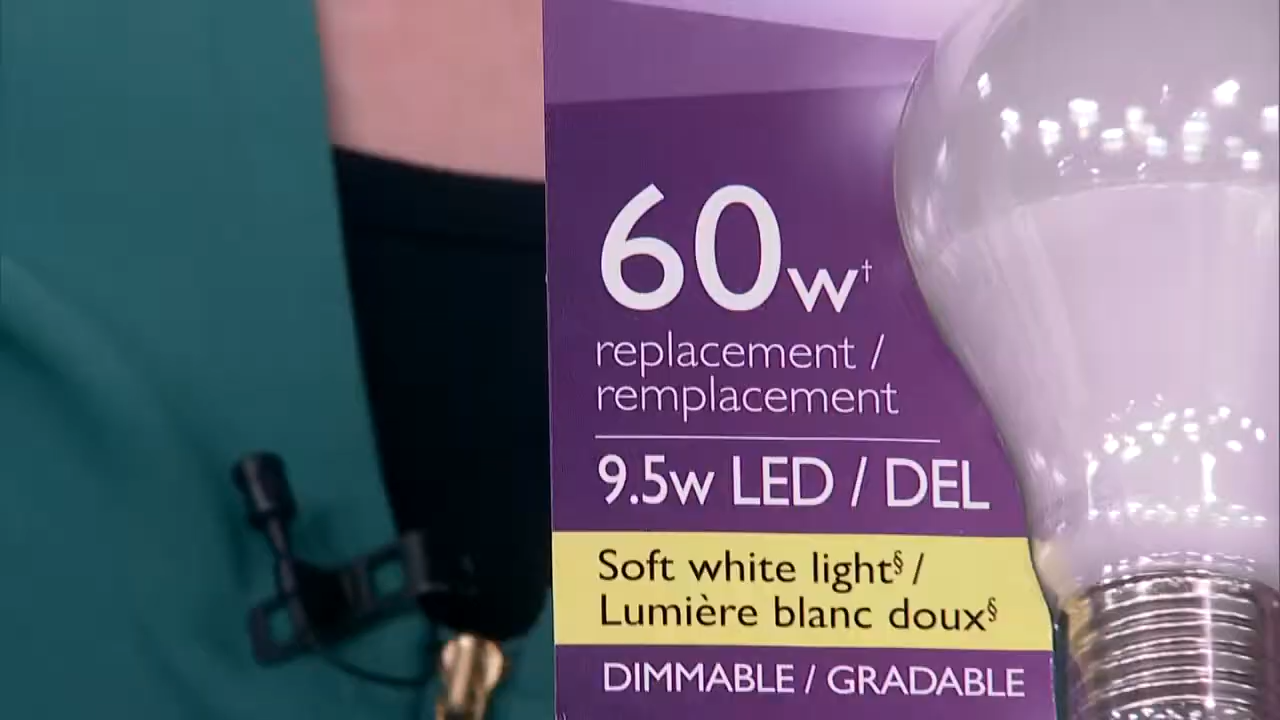 60w†
replacement /
remplacement
9.5w LED / DEL
Soft white light§ /
Lumière blanc doux§
DIMMABLE / GRADABLE